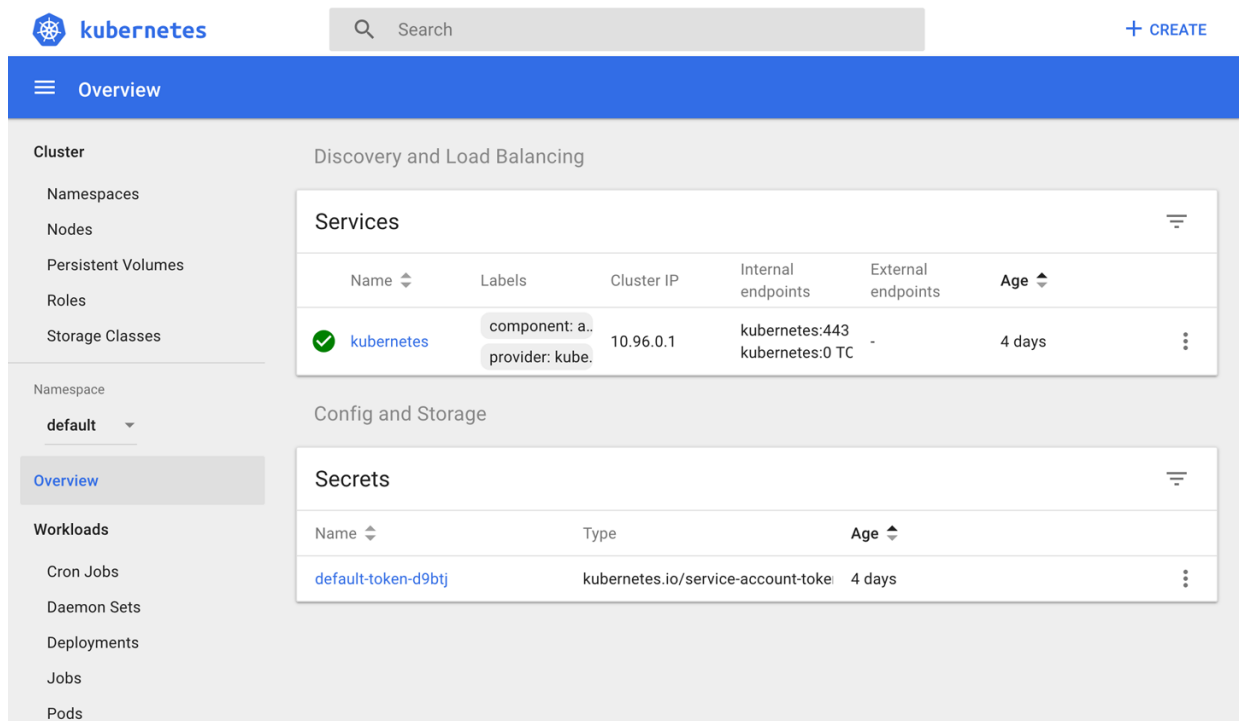 kubernetes
Search
CREATE
Overview
Cluster
Namespaces
Nodes
Persistent Volumes
Roles
Storage Classes
Namespace
default
Overview
Workloads
Cron Jobs
Daemon Sets
Deployments
Jobs
Pods
Discovery and Load Balancing
Services
Name Labels Cluster IP Internal endpoints External endpoints Age
kubernetes component: a.. provider: kube. 10.96.0.1 kubernetes:443 kubernetes:0 TC - 4 days
Config and Storage
Secrets
Name Type Age
default-token-d9btj kubernetes.io/service-account-toke 4 days